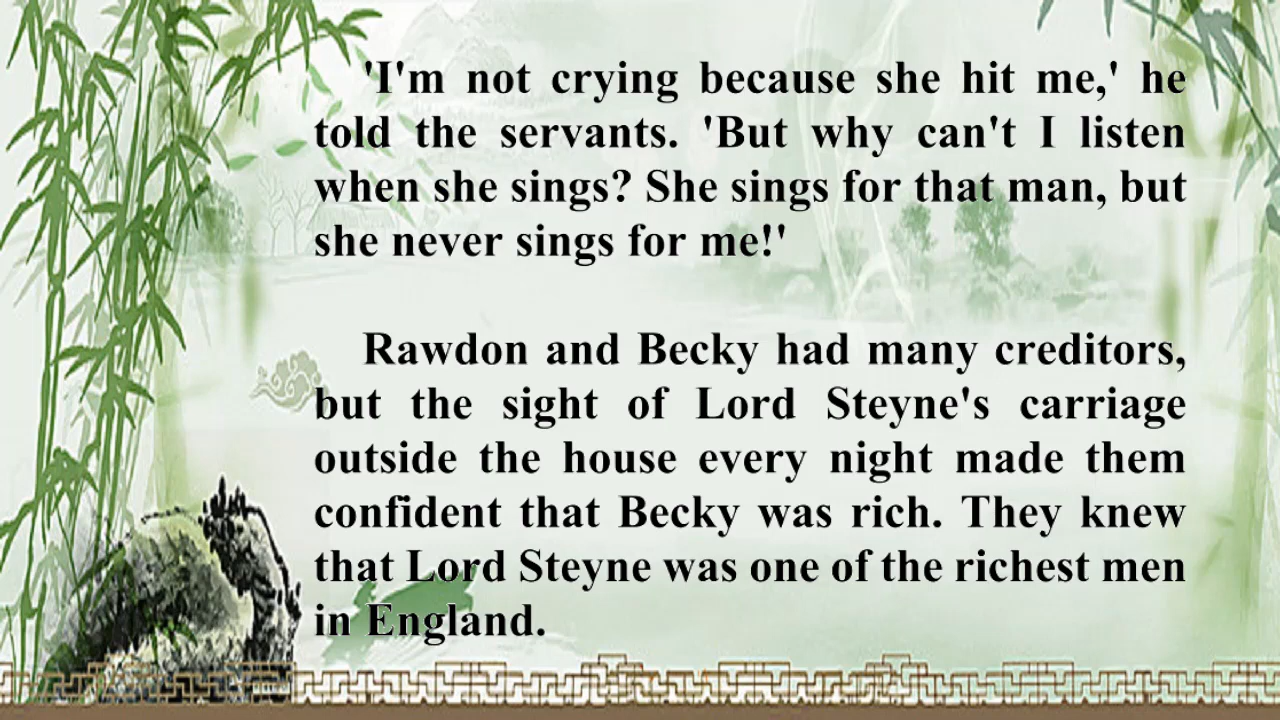 'I'm not crying because she hit me,' he
told the servants. 'But why can't I listen
when she sings? She sings for that man, but
she never sings for me!'
Rawdon and Becky had many creditors,
but the sight of Lord Steyne's carriage
outside the house every night made them
confident that Becky was rich. They knew
that Lord Steyne was one of the richest men
in England.